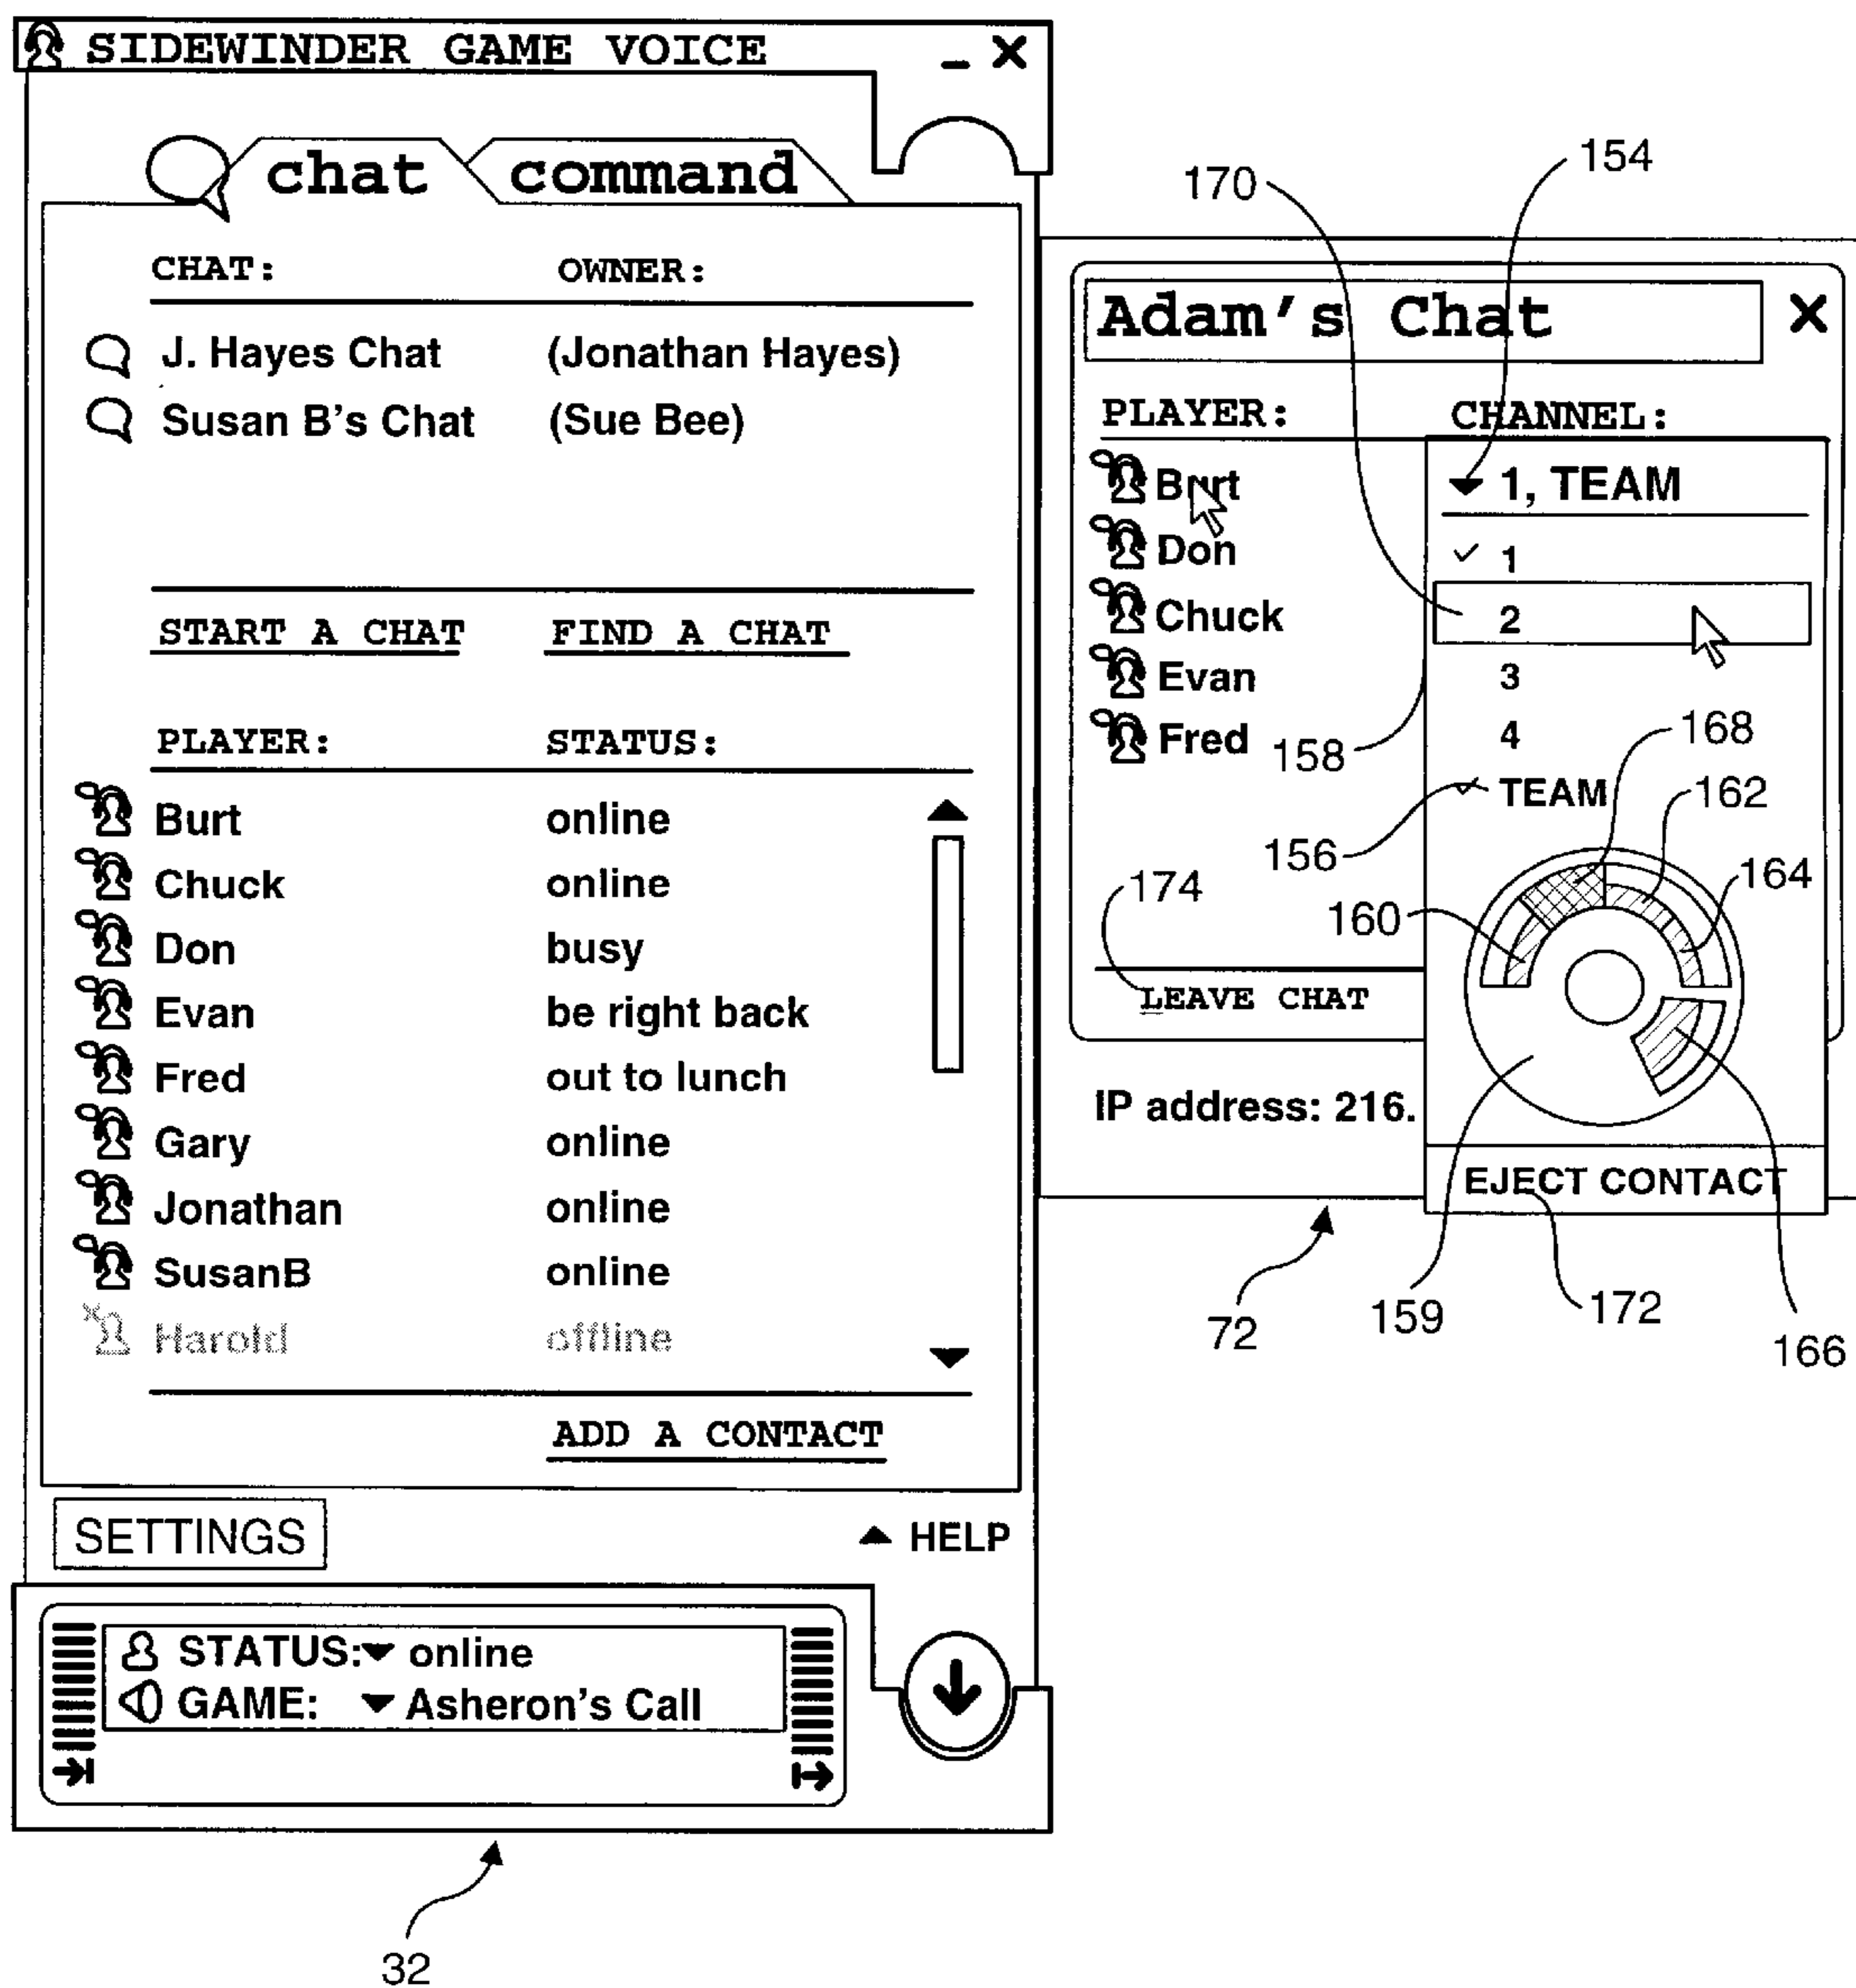 SIDEWINDER GAME VOICE _ X
chat command
CHAT: OWNER:
J. Hayes Chat (Jonathan Hayes)
Susan B's Chat (Sue Bee)
START A CHAT FIND A CHAT
PLAYER: STATUS:
Burt online
Chuck online
Don busy
Evan be right back
Fred out to lunch
Gary online
Jonathan online
SusanB online
Harold offline
ADD A CONTACT
SETTINGS HELP
STATUS: online
GAME: Asheron's Call
32
170 154
Adam's Chat X
PLAYER: CHANNEL:
Burt 1, TEAM
Don 1
Chuck 2
Evan 3
Fred 158 4 168
TEAM 162
156
174 160 164
LEAVE CHAT
IP address: 216.
EJECT CONTACT
72 159 172 166